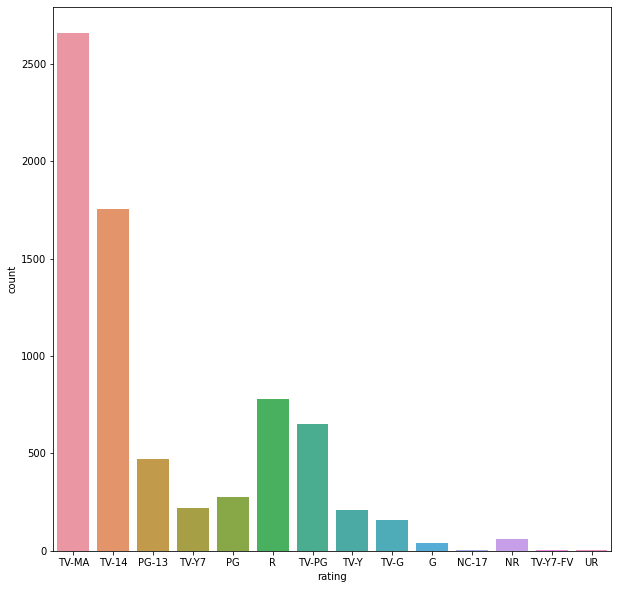 2500
2000
1500
1000
500
0
count
TV-MA TV-14 PG-13 TV-Y7 PG R TV-PG TV-Y TV-G G NC-17 NR TV-Y7-FV UR
rating